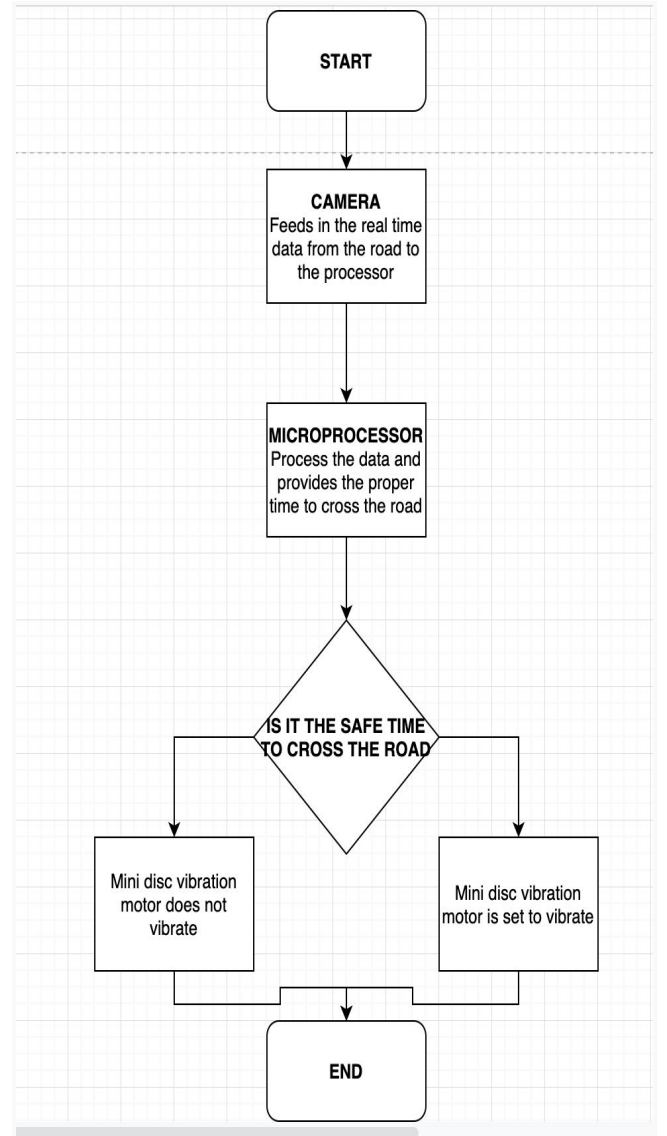 START
CAMERA
Feeds in the real time
data from the road to
the processor
MICROPROCESSOR
Process the data and
provides the proper
time to cross the road
IS IT THE SAFE TIME
TO CROSS THE ROAD
Mini disc vibration
motor does not
vibrate
Mini disc vibration
motor is set to vibrate
END